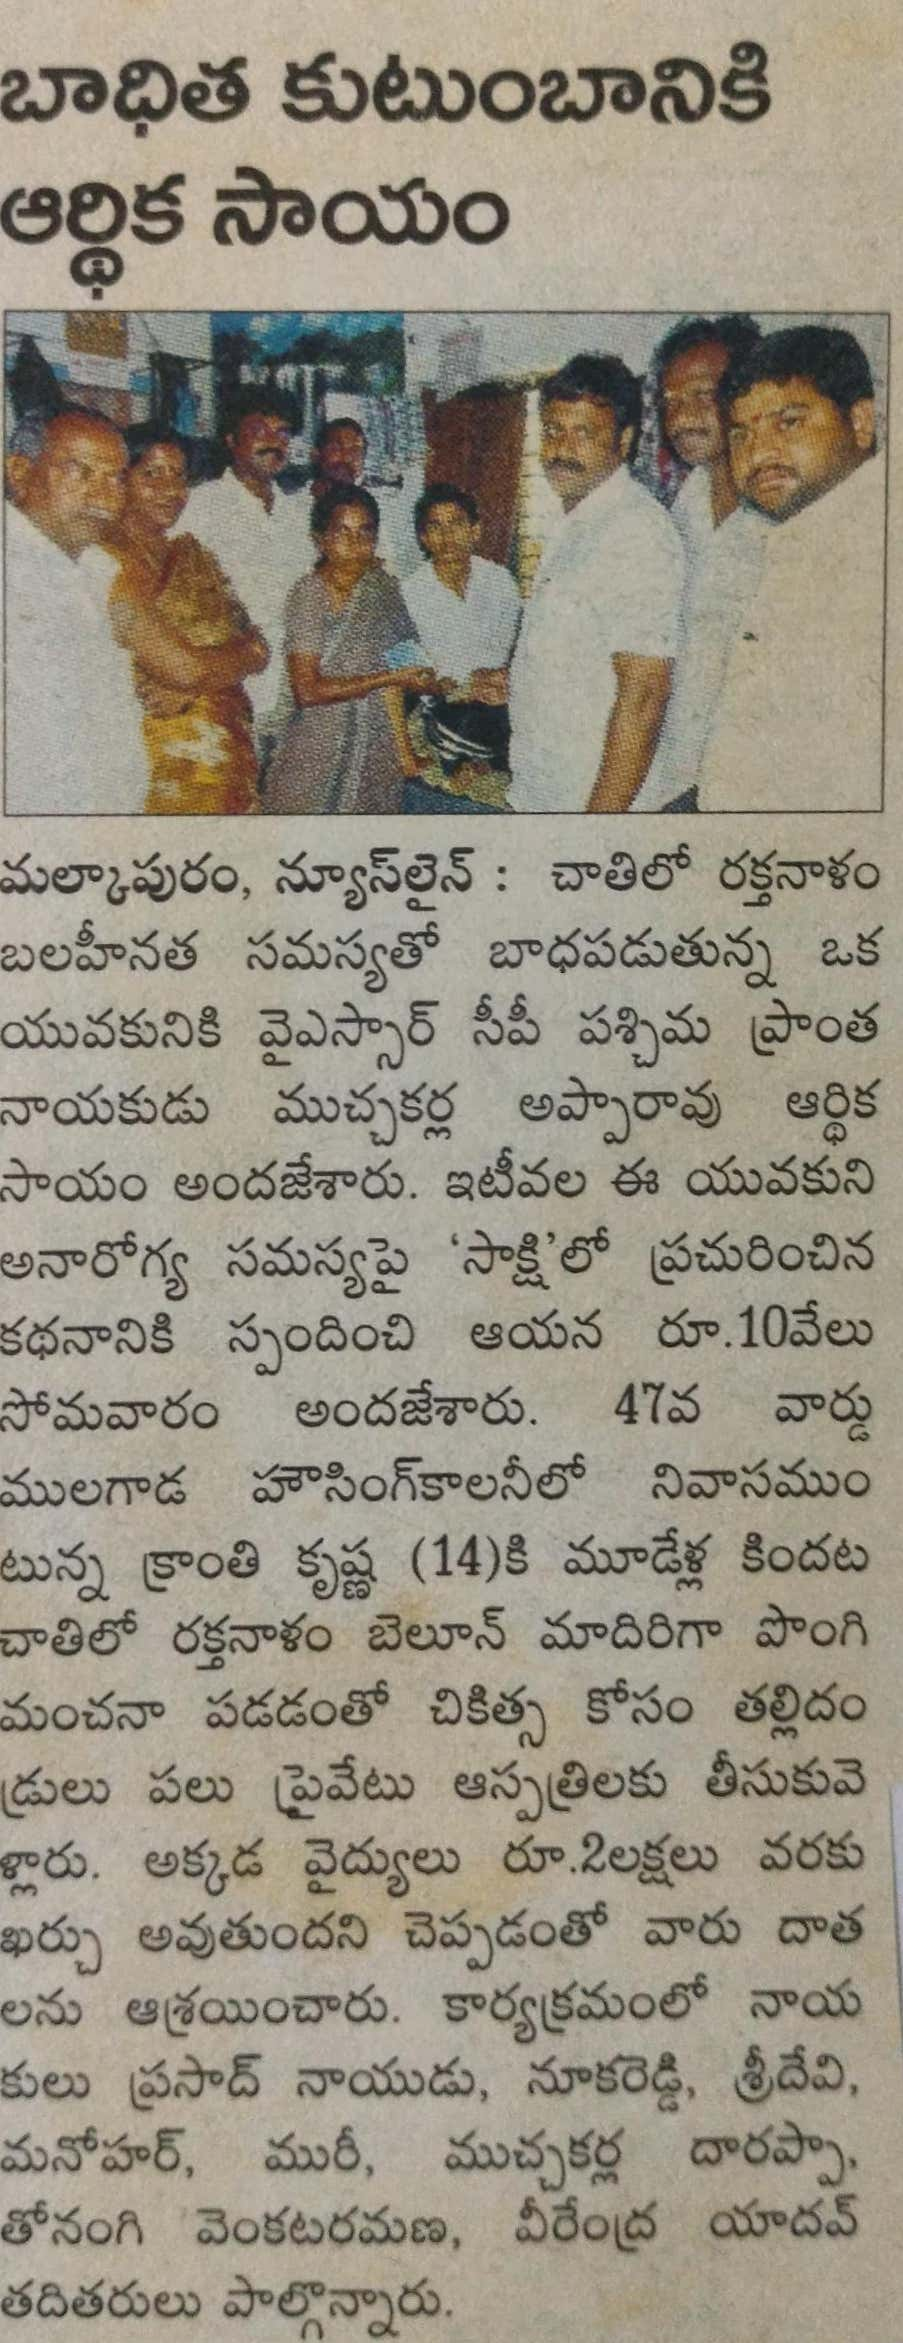 బాధిత కుటుంబానికి
ఆర్థిక సాయం
మల్కాపురం, న్యూస్‌లైన్ : చాతిలో రక్తనాళం
బలహీనత సమస్యతో బాధపడుతున్న ఒక
యువకునికి వైఎస్సార్ సీపీ పశ్చిమ ప్రాంత
నాయకుడు ముచ్చకర్ల అప్పారావు ఆర్థిక
సాయం అందజేశారు. ఇటీవల ఈ యువకుని
అనారోగ్య సమస్యపై ‘సాక్షి’లో ప్రచురించిన
కథనానికి స్పందించి ఆయన రూ.10వేలు
సోమవారం అందజేశారు. 47వ వార్డు
ములగాడ హౌసింగ్‌కాలనీలో నివాసముం
టున్న క్రాంతి కృష్ణ (14)కి మూడేళ్ల కిందట
చాతిలో రక్తనాళం బెలూన్ మాదిరిగా పొంగి
మంచనా పడడంతో చికిత్స కోసం తల్లిదం
డ్రులు పలు ప్రైవేటు ఆస్పత్రిలకు తీసుకువె
ళ్లారు. అక్కడ వైద్యులు రూ.2లక్షలు వరకు
ఖర్చు అవుతుందని చెప్పడంతో వారు దాత
లను ఆశ్రయించారు. కార్యక్రమంలో నాయ
కులు ప్రసాద్ నాయుడు, నూకరెడ్డి, శ్రీదేవి,
మనోహర్, మురీ, ముచ్చకర్ల దారప్పా,
తోనంగి వెంకటరమణ, వీరేంద్ర యాదవ్
తదితరులు పాల్గొన్నారు.